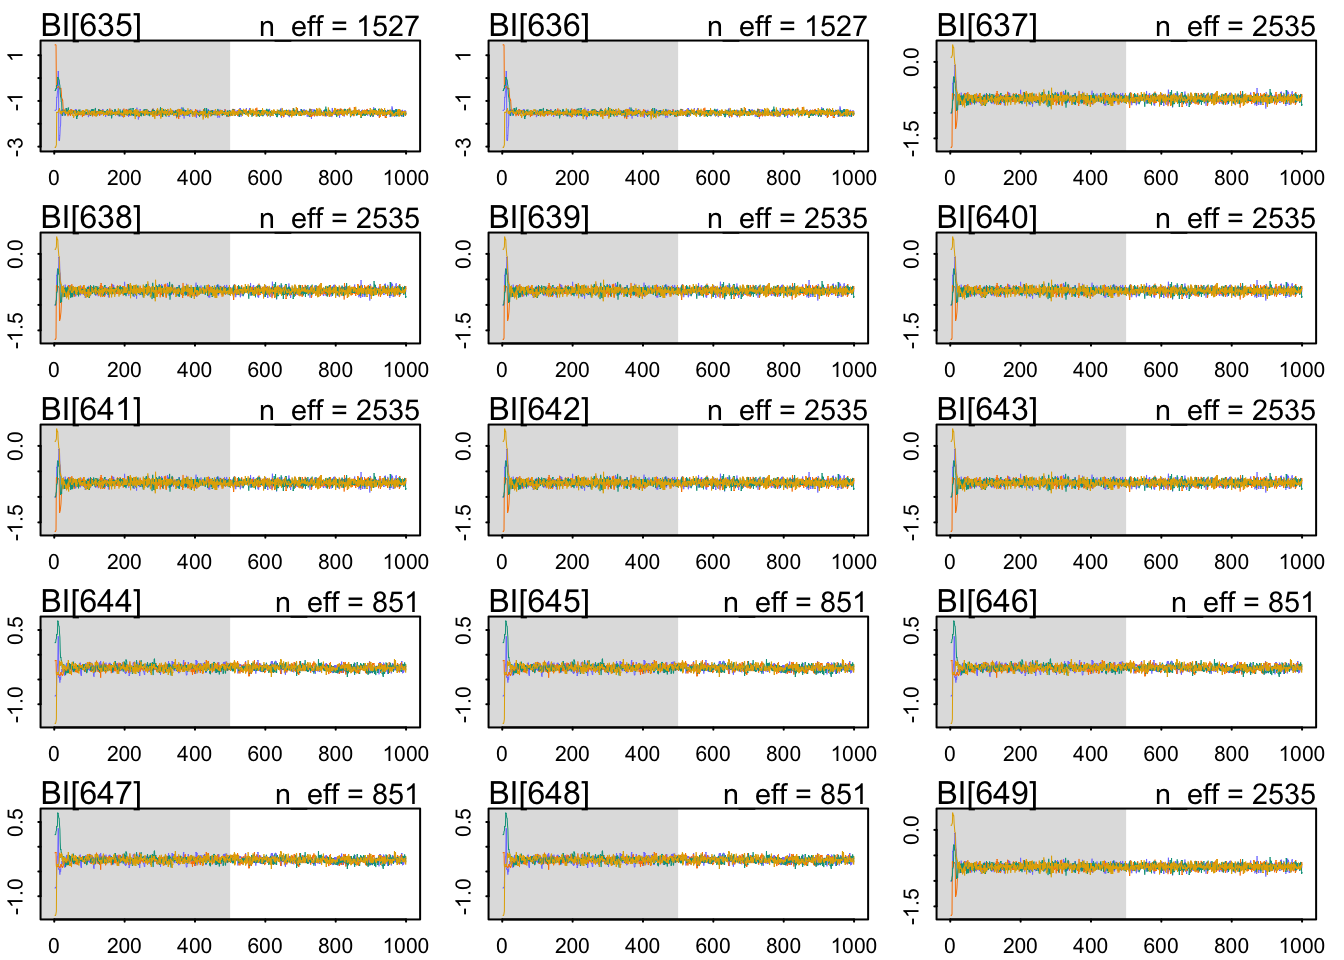 BI[635] n_eff = 1527 BI[636] n_eff = 1527 BI[637] n_eff = 2535
1 -1 -3 1 -1 -3 0.0 -1.5
0 200 400 600 800 1000 0 200 400 600 800 1000 0 200 400 600 800 1000
BI[638] n_eff = 2535 BI[639] n_eff = 2535 BI[640] n_eff = 2535
0.0 -1.5 0.0 -1.5 0.0 -1.5
0 200 400 600 800 1000 0 200 400 600 800 1000 0 200 400 600 800 1000
BI[641] n_eff = 2535 BI[642] n_eff = 2535 BI[643] n_eff = 2535
0.0 -1.5 0.0 -1.5 0.0 -1.5
0 200 400 600 800 1000 0 200 400 600 800 1000 0 200 400 600 800 1000
BI[644] n_eff = 851 BI[645] n_eff = 851 BI[646] n_eff = 851
0.5 -1.0 0.5 -1.0 0.5 -1.0
0 200 400 600 800 1000 0 200 400 600 800 1000 0 200 400 600 800 1000
BI[647] n_eff = 851 BI[648] n_eff = 851 BI[649] n_eff = 2535
0.5 -1.0 0.5 -1.0 0.0 -1.5
0 200 400 600 800 1000 0 200 400 600 800 1000 0 200 400 600 800 1000